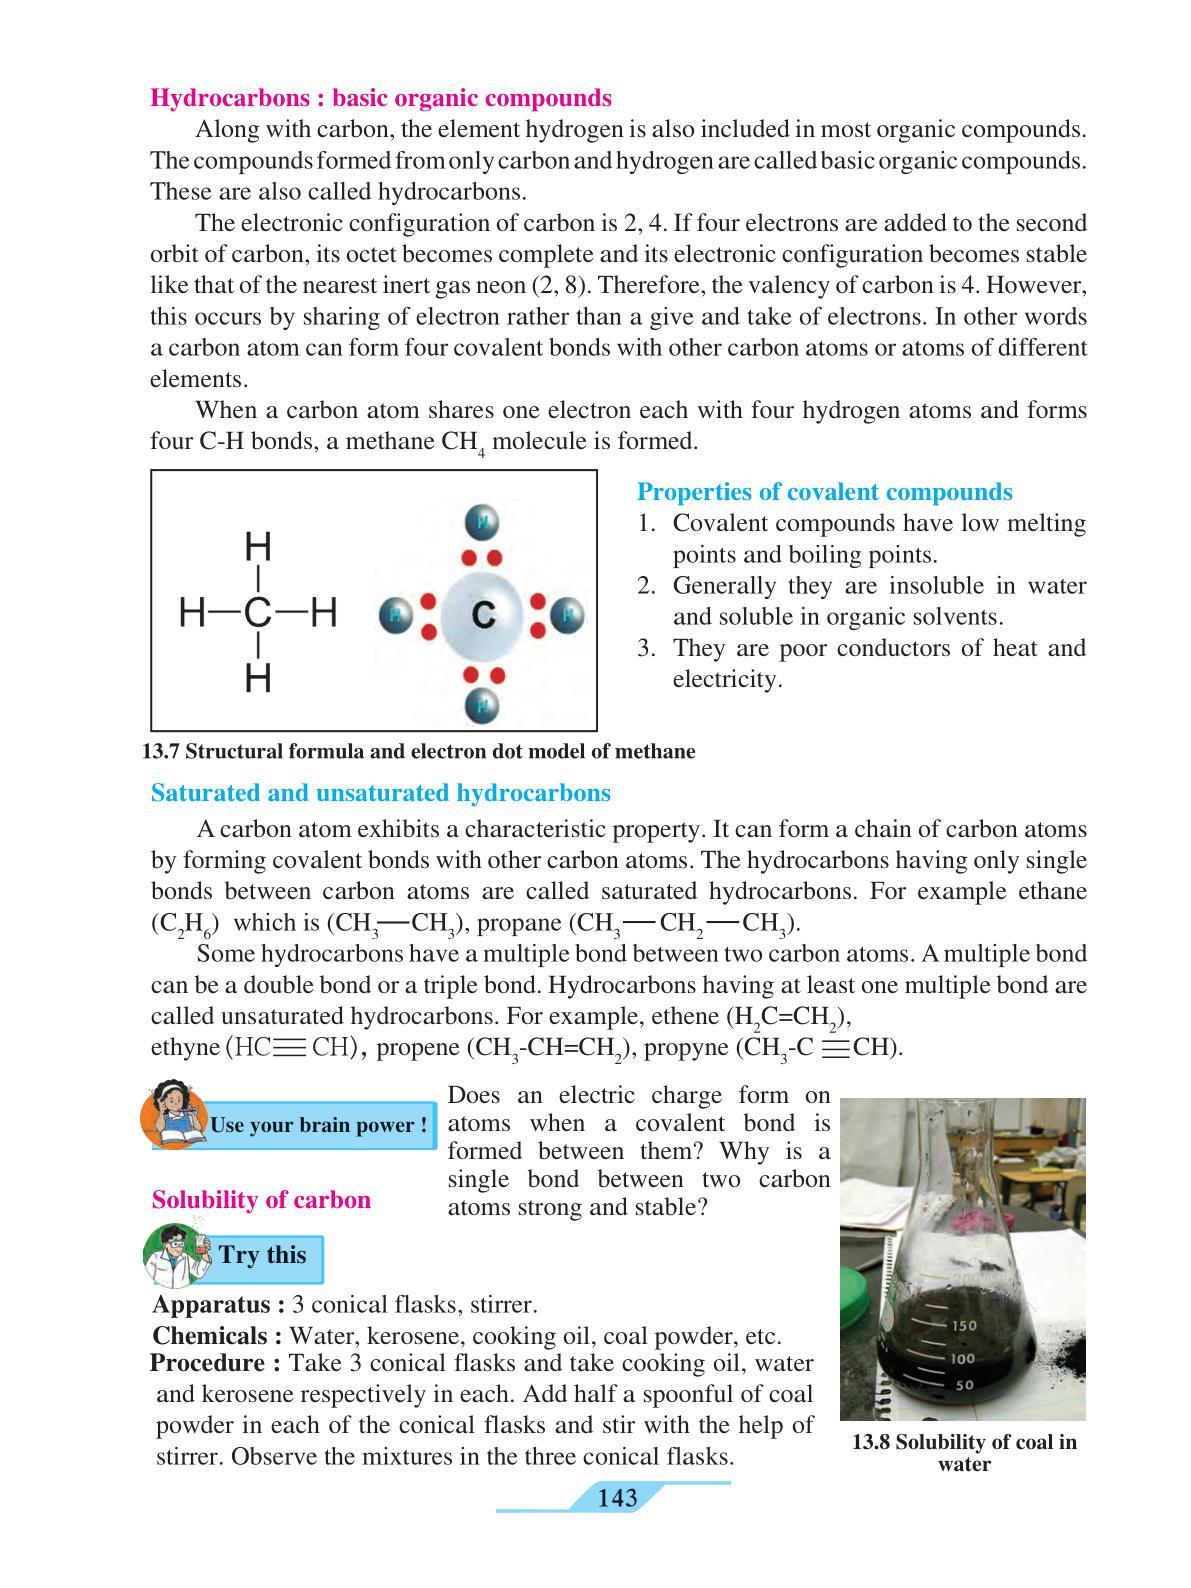 Hydrocarbons : basic organic compounds
Along with carbon, the element hydrogen is also included in most organic compounds.
The compounds formed from only carbon and hydrogen are called basic organic compounds.
These are also called hydrocarbons.
The electronic configuration of carbon is 2, 4. If four electrons are added to the second
orbit of carbon, its octet becomes complete and its electronic configuration becomes stable
like that of the nearest inert gas neon (2, 8). Therefore, the valency of carbon is 4. However,
this occurs by sharing of electron rather than a give and take of electrons. In other words
a carbon atom can form four covalent bonds with other carbon atoms or atoms of different
elements.
When a carbon atom shares one electron each with four hydrogen atoms and forms
four C-H bonds, a methane CH₄ molecule is formed.
H
H—C—H
H
H
H C H
H
13.7 Structural formula and electron dot model of methane
Properties of covalent compounds
1. Covalent compounds have low melting
points and boiling points.
2. Generally they are insoluble in water
and soluble in organic solvents.
3. They are poor conductors of heat and
electricity.
Saturated and unsaturated hydrocarbons
A carbon atom exhibits a characteristic property. It can form a chain of carbon atoms
by forming covalent bonds with other carbon atoms. The hydrocarbons having only single
bonds between carbon atoms are called saturated hydrocarbons. For example ethane
(C₂H₆) which is (CH₃—CH₃), propane (CH₃—CH₂—CH₃).
Some hydrocarbons have a multiple bond between two carbon atoms. A multiple bond
can be a double bond or a triple bond. Hydrocarbons having at least one multiple bond are
called unsaturated hydrocarbons. For example, ethene (H₂C=CH₂),
ethyne (HC≡CH), propene (CH₃-CH=CH₂), propyne (CH₃-C≡CH).
Use your brain power !
Does an electric charge form on
atoms when a covalent bond is
formed between them? Why is a
single bond between two carbon
atoms strong and stable?
Solubility of carbon
Try this
Apparatus : 3 conical flasks, stirrer.
Chemicals : Water, kerosene, cooking oil, coal powder, etc.
Procedure : Take 3 conical flasks and take cooking oil, water
and kerosene respectively in each. Add half a spoonful of coal
powder in each of the conical flasks and stir with the help of
stirrer. Observe the mixtures in the three conical flasks.
200
150
100
50
13.8 Solubility of coal in
water
143